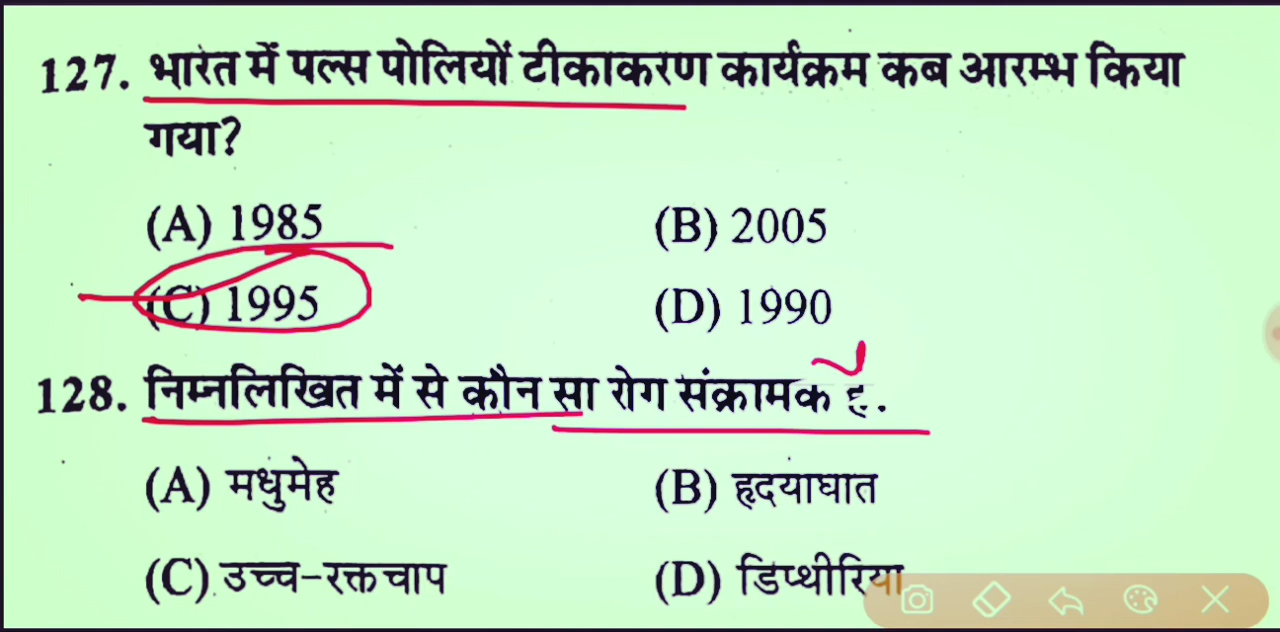 127. भारत में पल्स पोलियों टीकाकरण कार्यक्रम कब आरम्भ किया
गया?
(A) 1985 (B) 2005
(C) 1995 (D) 1990
128. निम्नलिखित में से कौन सा रोग संक्रामक है.
(A) मधुमेह (B) हृदयाघात
(C) उच्च-रक्तचाप (D) डिप्थीरिया